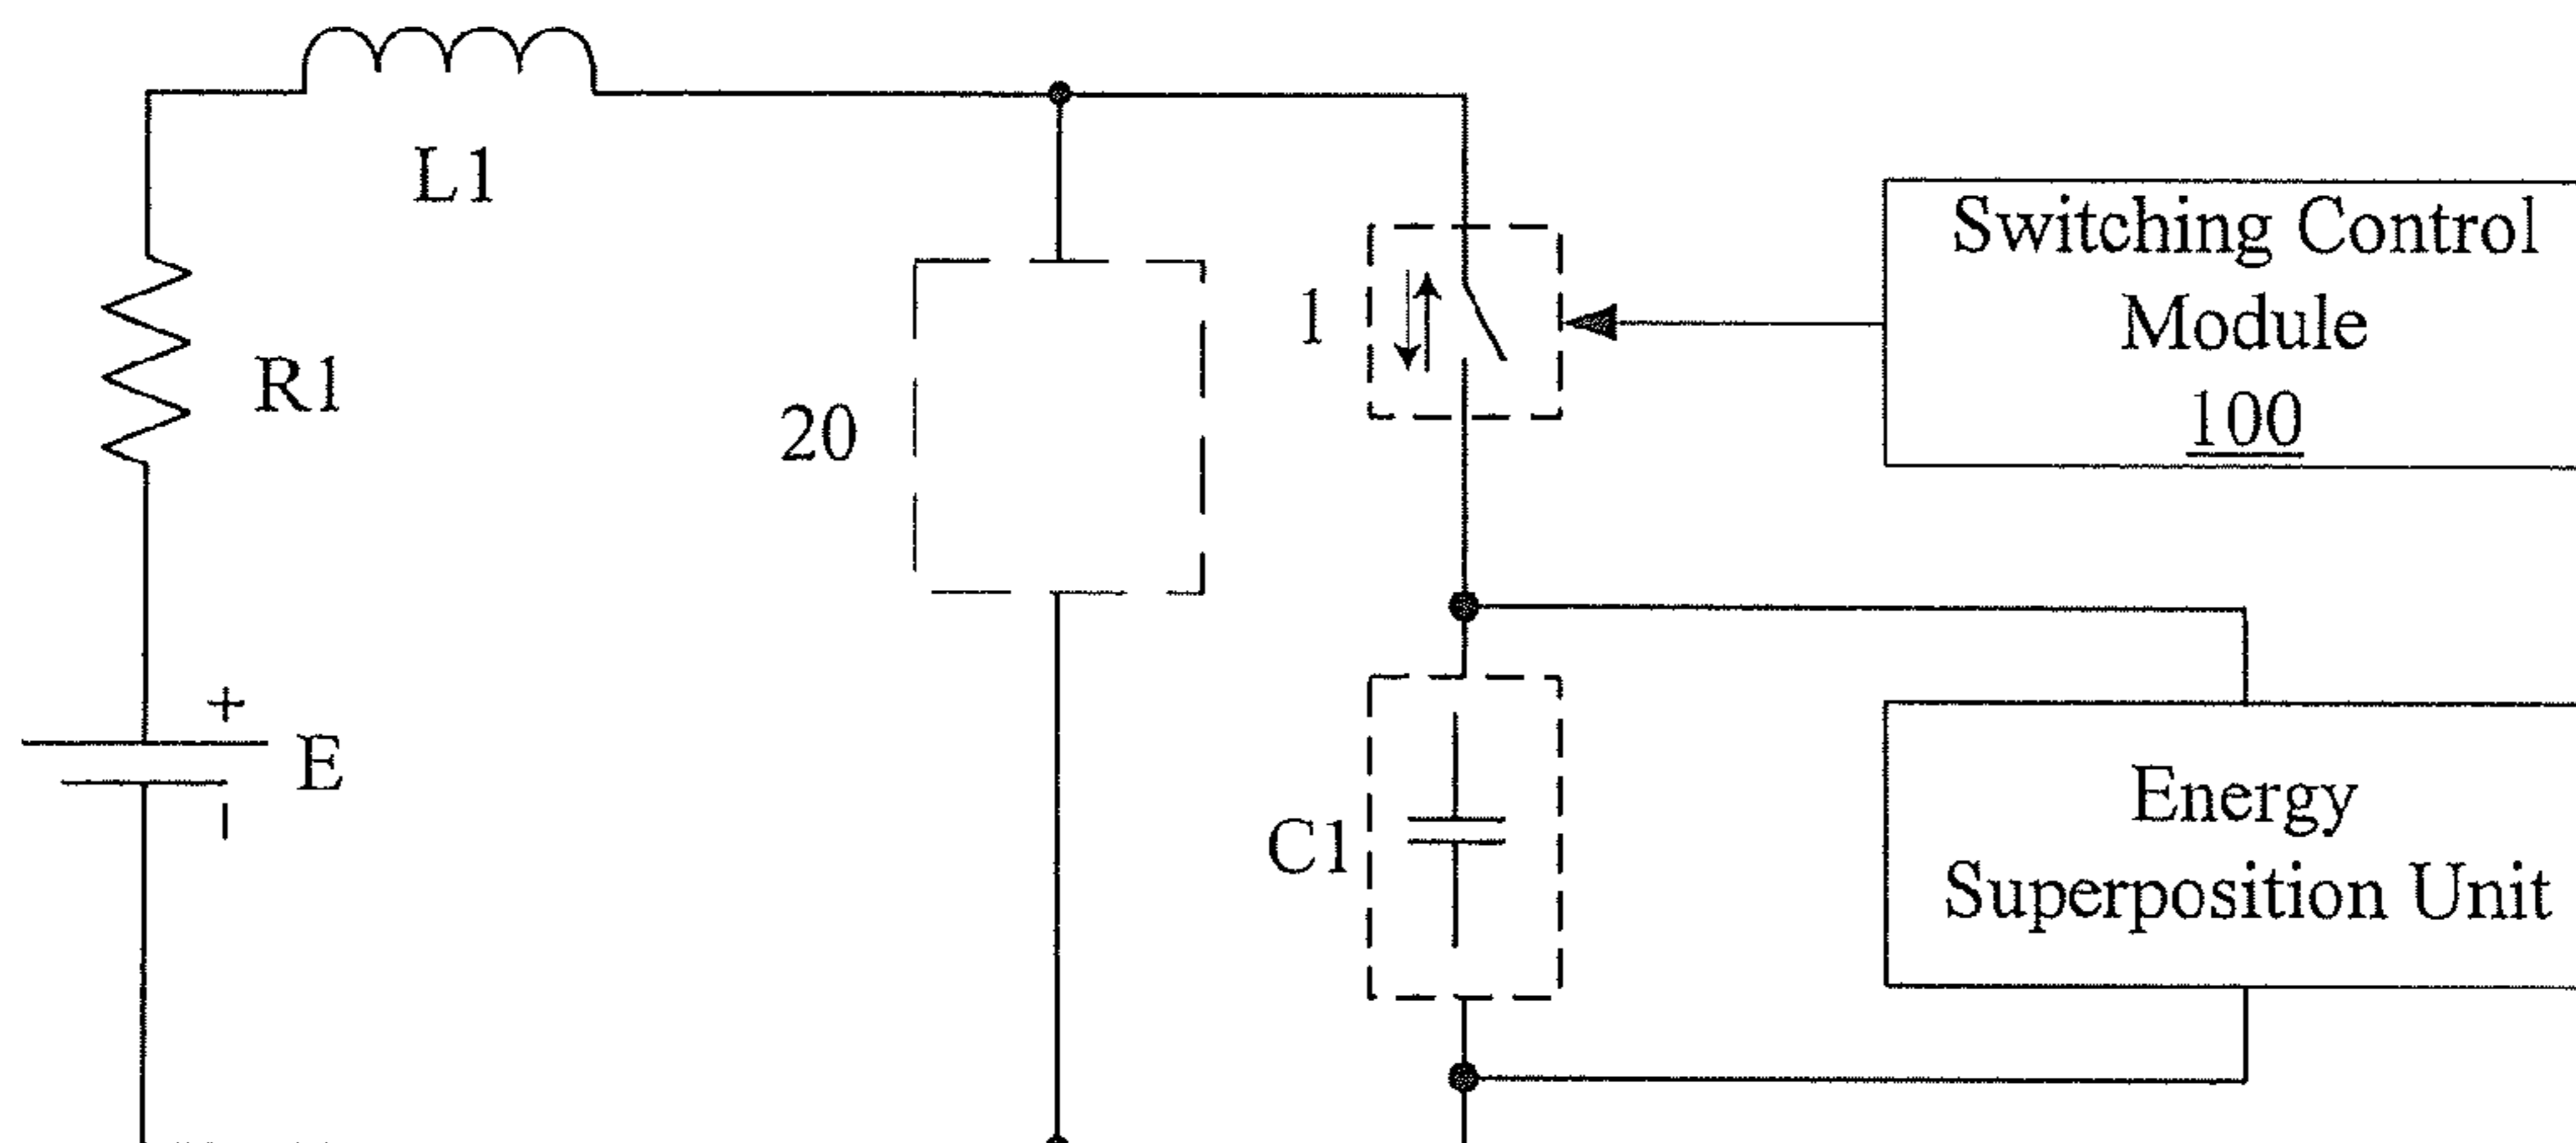 L1
R1
+
E
20
1
Switching Control
Module
100
C1
Energy
Superposition Unit